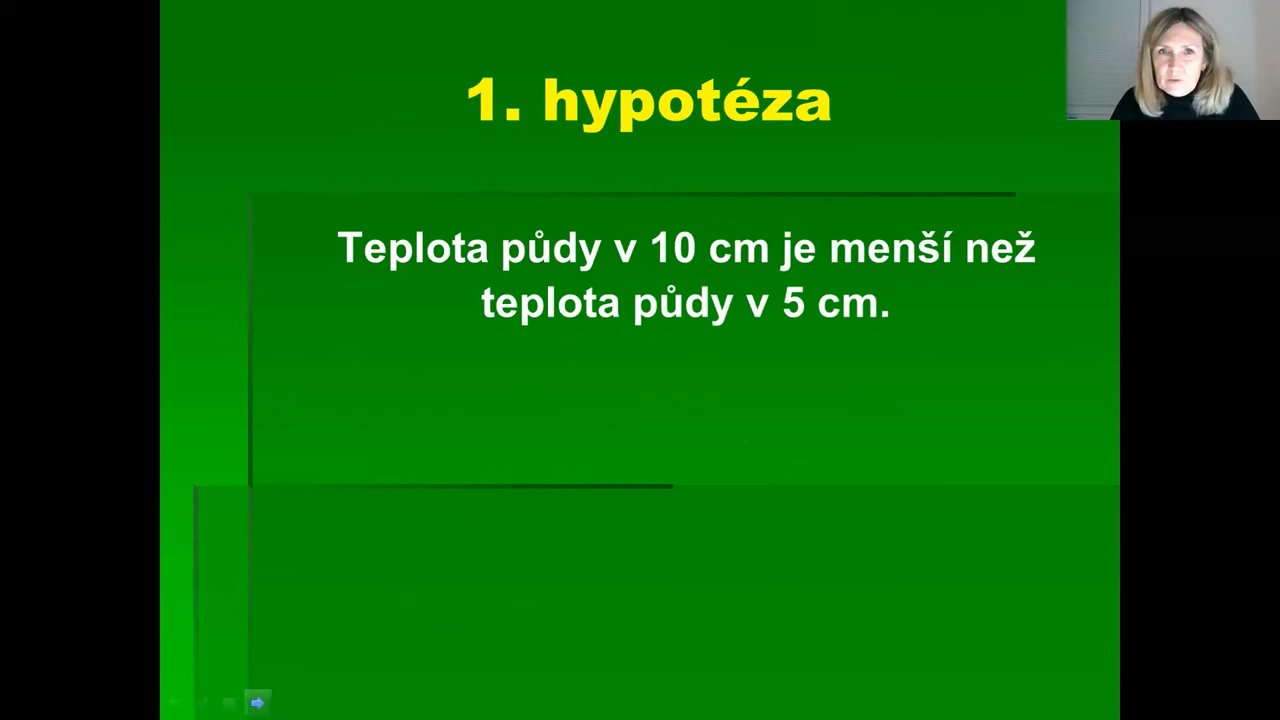 1. hypotéza
Teplota půdy v 10 cm je menší než
teplota půdy v 5 cm.